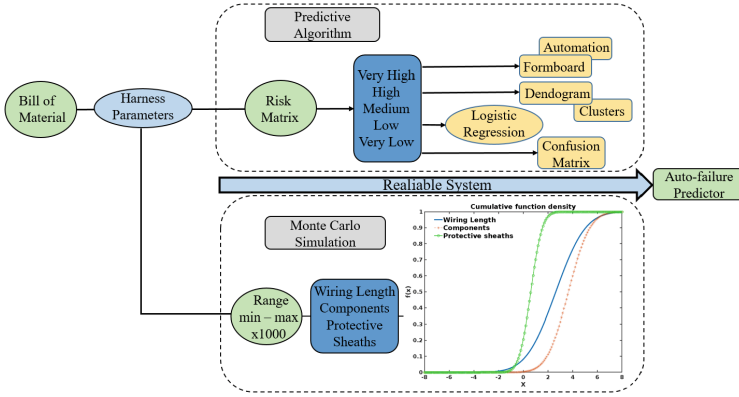 Predictive
Algorithm
Automation
Formboard
Very High
High
Medium
Low
Very Low
Bill of
Material
Harness
Parameters
Risk
Matrix
Dendogram
Clusters
Logistic
Regression
Confusion
Matrix
Realiable System
Auto-failure
Predictor
Monte Carlo
Simulation
Range
min – max
x1000
Wiring Length
Components
Protective
Sheaths
Cumulative function density
Wiring Length
Components
Protective sheaths
f(x)
1
0.9
0.8
0.7
0.6
0.5
0.4
0.3
0.2
0.1
0
-8 -6 -4 -2 0 2 4 6 8
X